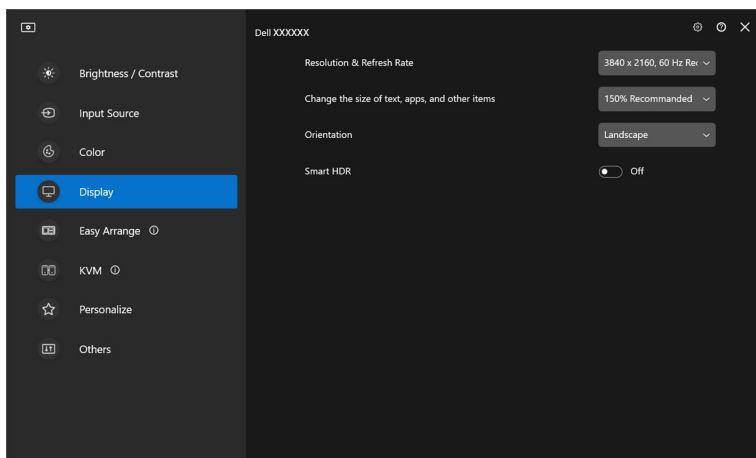 Dell XXXXXX
Brightness / Contrast
Input Source
Color
Display
Easy Arrange
KVM
Personalize
Others
Resolution & Refresh Rate
3840 x 2160, 60 Hz Rec
Change the size of text, apps, and other items
150% Recommanded
Orientation
Landscape
Smart HDR
Off